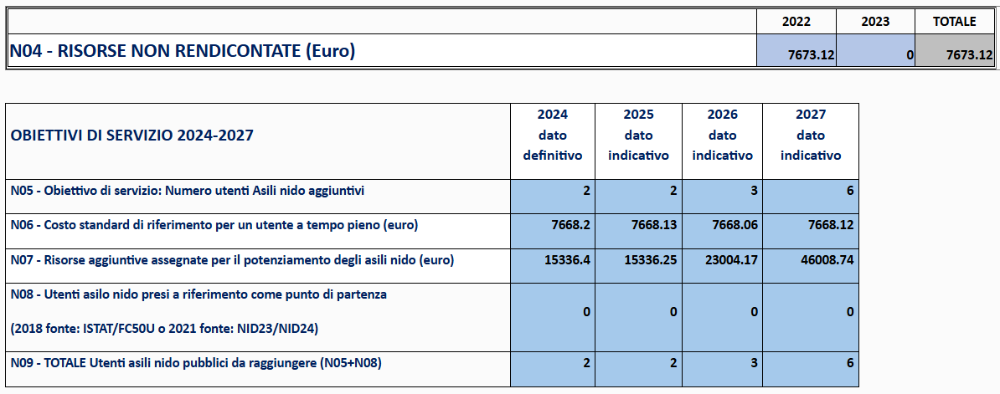 2022 2023 TOTALE
N04 - RISORSE NON RENDICONTATE (Euro) 7673.12 0 7673.12
OBIETTIVI DI SERVIZIO 2024-2027 2024 dato definitivo 2025 dato indicativo 2026 dato indicativo 2027 dato indicativo
N05 - Obiettivo di servizio: Numero utenti Asili nido aggiuntivi 2 2 3 6
N06 - Costo standard di riferimento per un utente a tempo pieno (euro) 7668.2 7668.13 7668.06 7668.12
N07 - Risorse aggiuntive assegnate per il potenziamento degli asili nido (euro) 15336.4 15336.25 23004.17 46008.74
N08 - Utenti asilo nido presi a riferimento come punto di partenza
(2018 fonte: ISTAT/FC50U o 2021 fonte: NID23/NID24) 0 0 0 0
N09 - TOTALE Utenti asili nido pubblici da raggiungere (N05+N08) 2 2 3 6